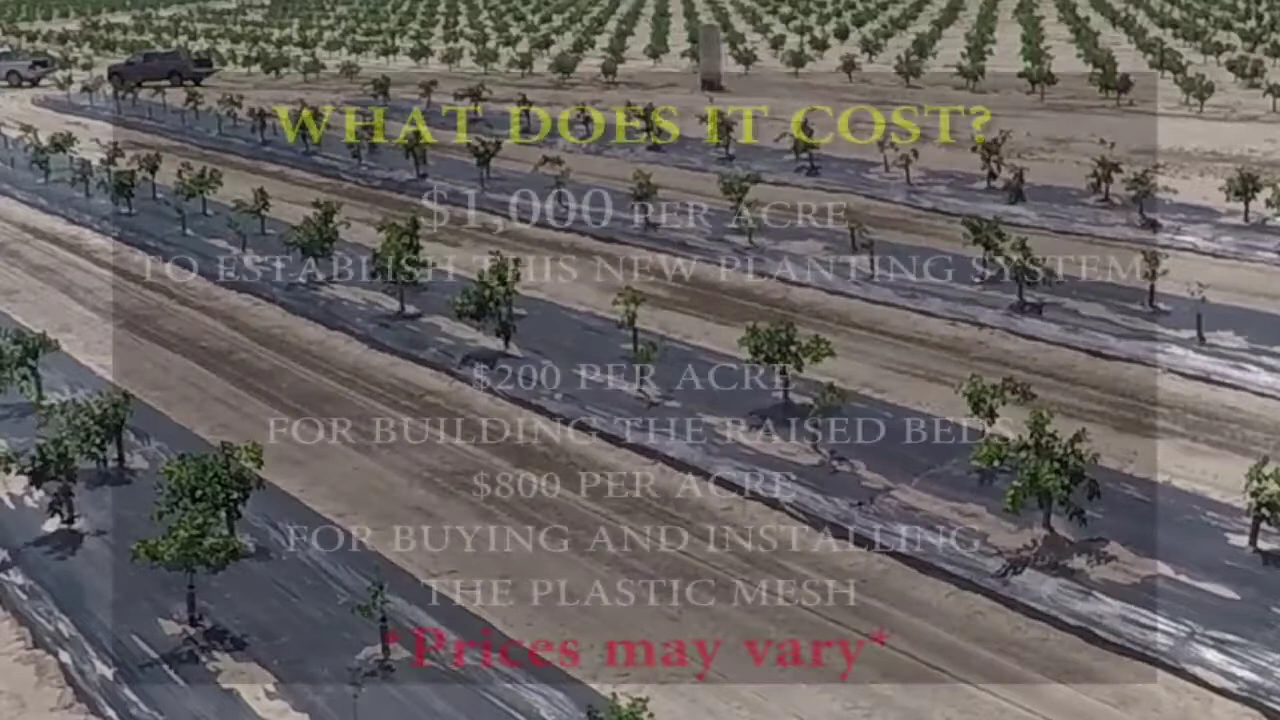 WHAT DOES IT COST?
$1,000 PER ACRE
TO ESTABLISH THIS NEW PLANTING SYSTEM
$200 PER ACRE
FOR BUILDING THE RAISED BEDS
$800 PER ACRE
FOR BUYING AND INSTALLING
THE PLASTIC MESH
*Prices may vary*